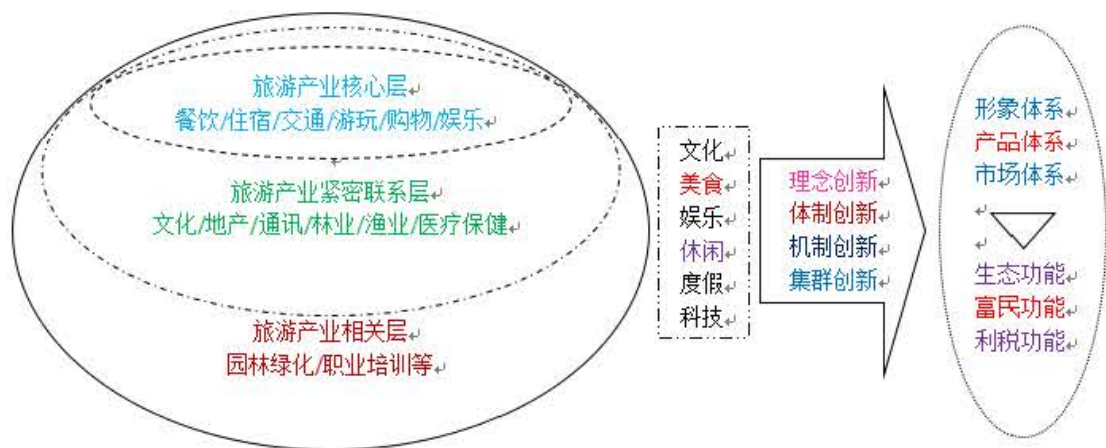 旅游产业核心层
餐饮/住宿/交通/游玩/购物/娱乐
旅游产业紧密联系层
文化/地产/通讯/林业/渔业/医疗保健
旅游产业相关层
园林绿化/职业培训等
文化
美食
娱乐
休闲
度假
科技
理念创新
体制创新
机制创新
集群创新
形象体系
产品体系
市场体系
生态功能
富民功能
利税功能